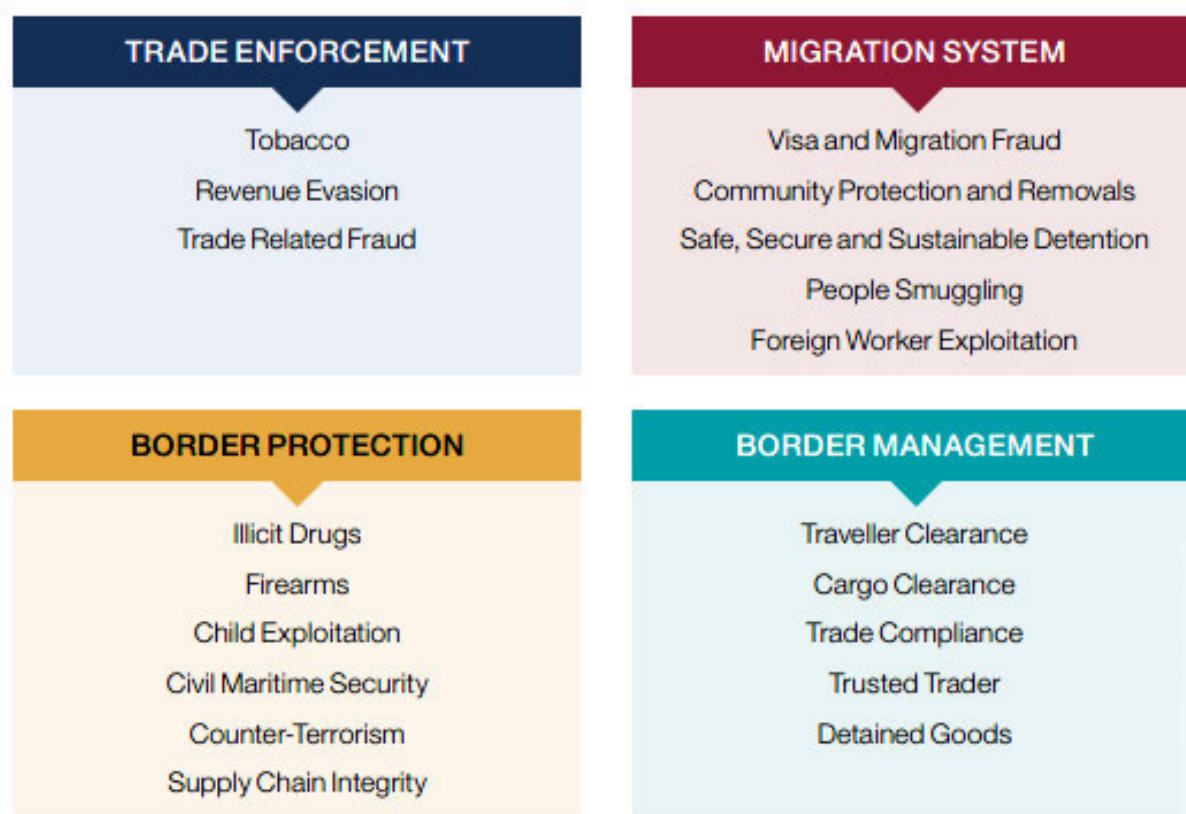 TRADE ENFORCEMENT
Tobacco
Revenue Evasion
Trade Related Fraud
MIGRATION SYSTEM
Visa and Migration Fraud
Community Protection and Removals
Safe, Secure and Sustainable Detention
People Smuggling
Foreign Worker Exploitation
BORDER PROTECTION
Illicit Drugs
Firearms
Child Exploitation
Civil Maritime Security
Counter-Terrorism
Supply Chain Integrity
BORDER MANAGEMENT
Traveller Clearance
Cargo Clearance
Trade Compliance
Trusted Trader
Detained Goods